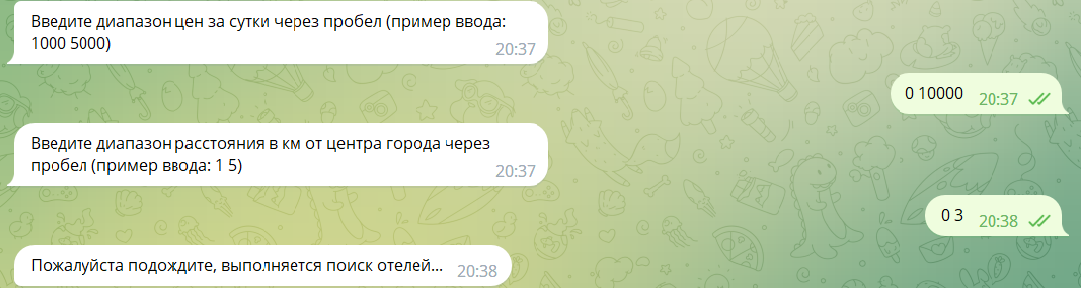 Введите диапазон цен за сутки через пробел (пример ввода:
1000 5000)
20:37
0 10000
20:37
Введите диапазон расстояния в км от центра города через
пробел (пример ввода: 1 5)
20:37
0 3
20:38
Пожалуйста подождите, выполняется поиск отелей...
20:38